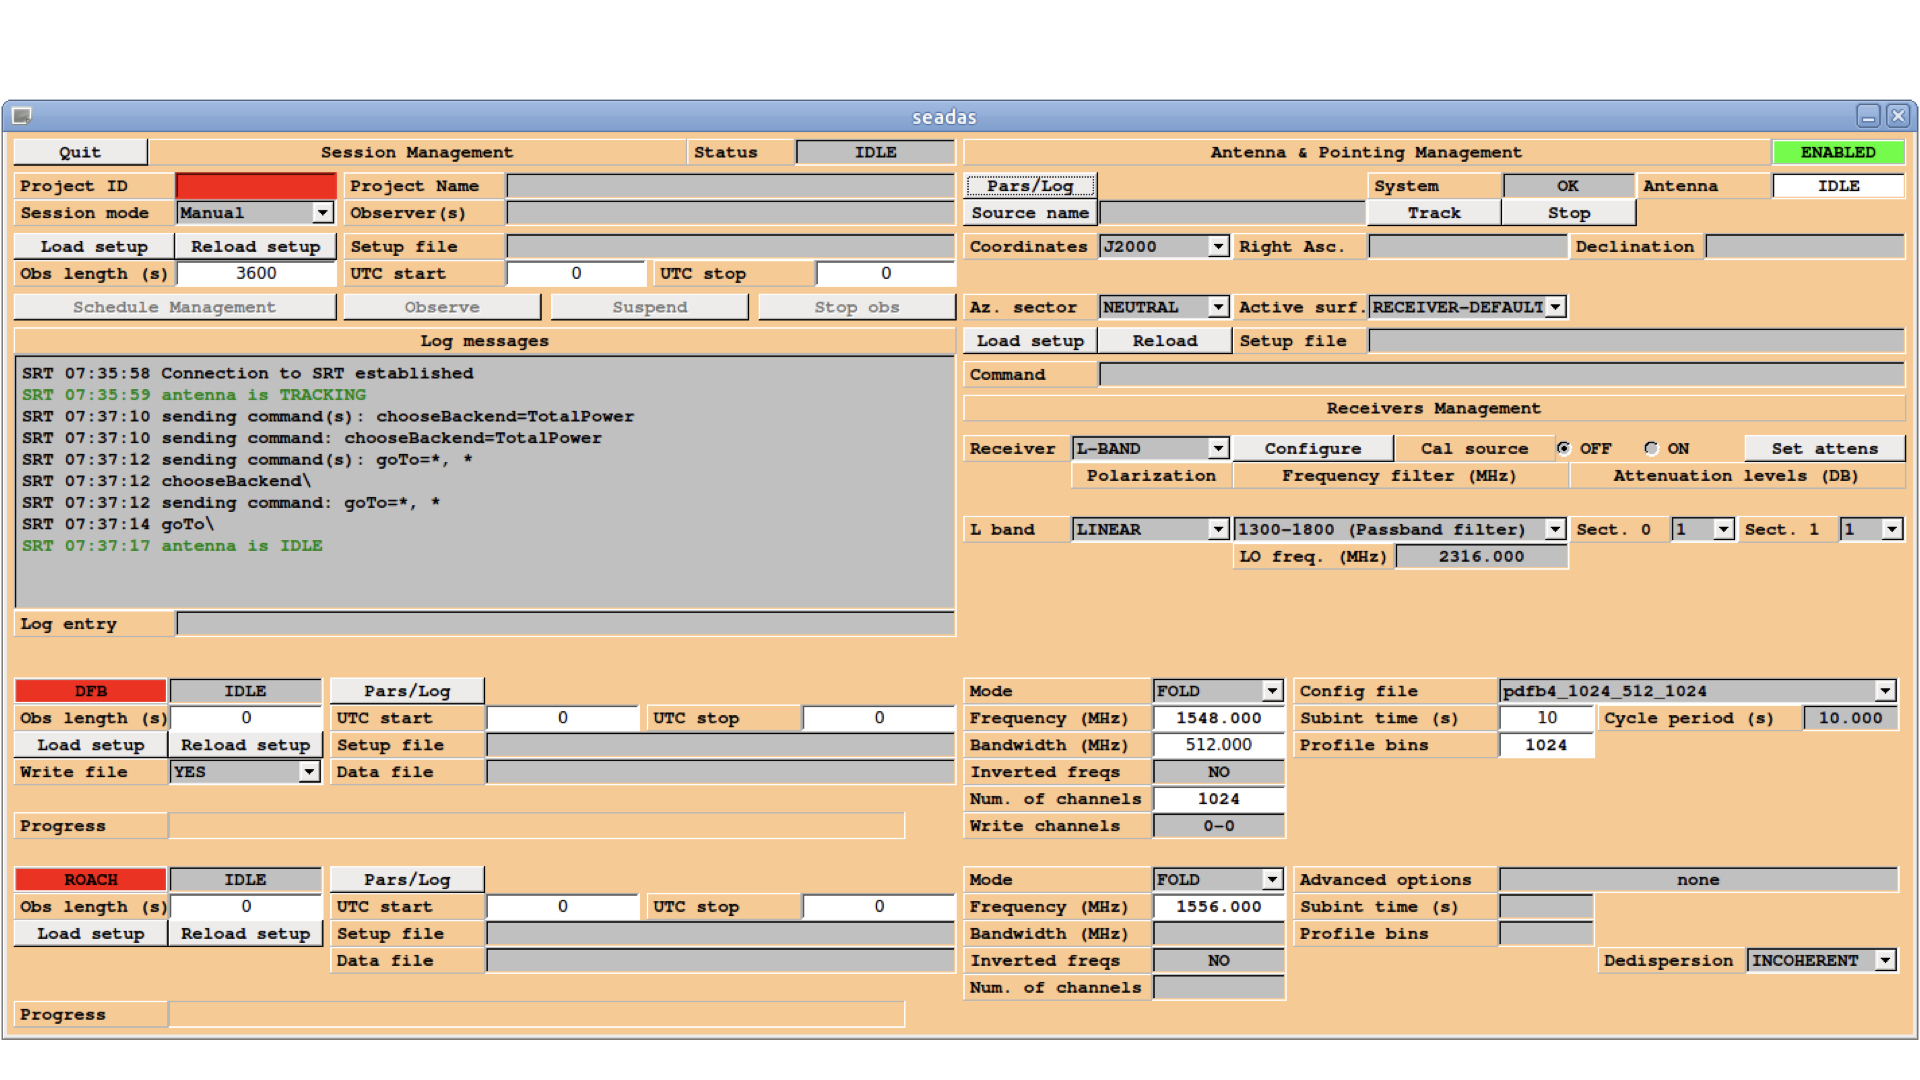 seadas
Quit Session Management Status IDLE
Project ID Project Name
Session mode Manual Observer(s)
Load setup Reload setup Setup file
Obs length (s) 3600 UTC start 0 UTC stop 0
Schedule Management Observe Suspend Stop obs
Log messages
SRT 07:35:58 Connection to SRT established
SRT 07:35:59 antenna is TRACKING
SRT 07:37:10 sending command(s): chooseBackend=TotalPower
SRT 07:37:10 sending command: chooseBackend=TotalPower
SRT 07:37:12 sending command(s): goTo=*, *
SRT 07:37:12 chooseBackend\
SRT 07:37:12 sending command: goTo=*, *
SRT 07:37:14 goTo\
SRT 07:37:17 antenna is IDLE
Log entry
Antenna & Pointing Management ENABLED
Pars/Log System OK Antenna IDLE
Source name Track Stop
Coordinates J2000 Right Asc. Declination
Az. sector NEUTRAL Active surf. RECEIVER-DEFAULT
Load setup Reload Setup file
Command
Receivers Management
Receiver L-BAND Configure Cal source OFF ON Set attens
Polarization Frequency filter (MHz) Attenuation levels (DB)
L band LINEAR 1300-1800 (Passband filter) Sect. 0 1 Sect. 1 1
LO freq. (MHz) 2316.000
DFB IDLE Pars/Log
Obs length (s) 0 UTC start 0 UTC stop 0
Load setup Reload setup Setup file
Write file YES Data file
Progress
Mode FOLD Config file pdfb4_1024_512_1024
Frequency (MHz) 1548.000 Subint time (s) 10 Cycle period (s) 10.000
Bandwidth (MHz) 512.000 Profile bins 1024
Inverted freqs NO
Num. of channels 1024
Write channels 0-0
ROACH IDLE Pars/Log
Obs length (s) 0 UTC start 0 UTC stop 0
Load setup Reload setup Setup file
Data file
Progress
Mode FOLD Advanced options none
Frequency (MHz) 1556.000 Subint time (s)
Bandwidth (MHz) Profile bins
Inverted freqs NO Dedispersion INCOHERENT
Num. of channels